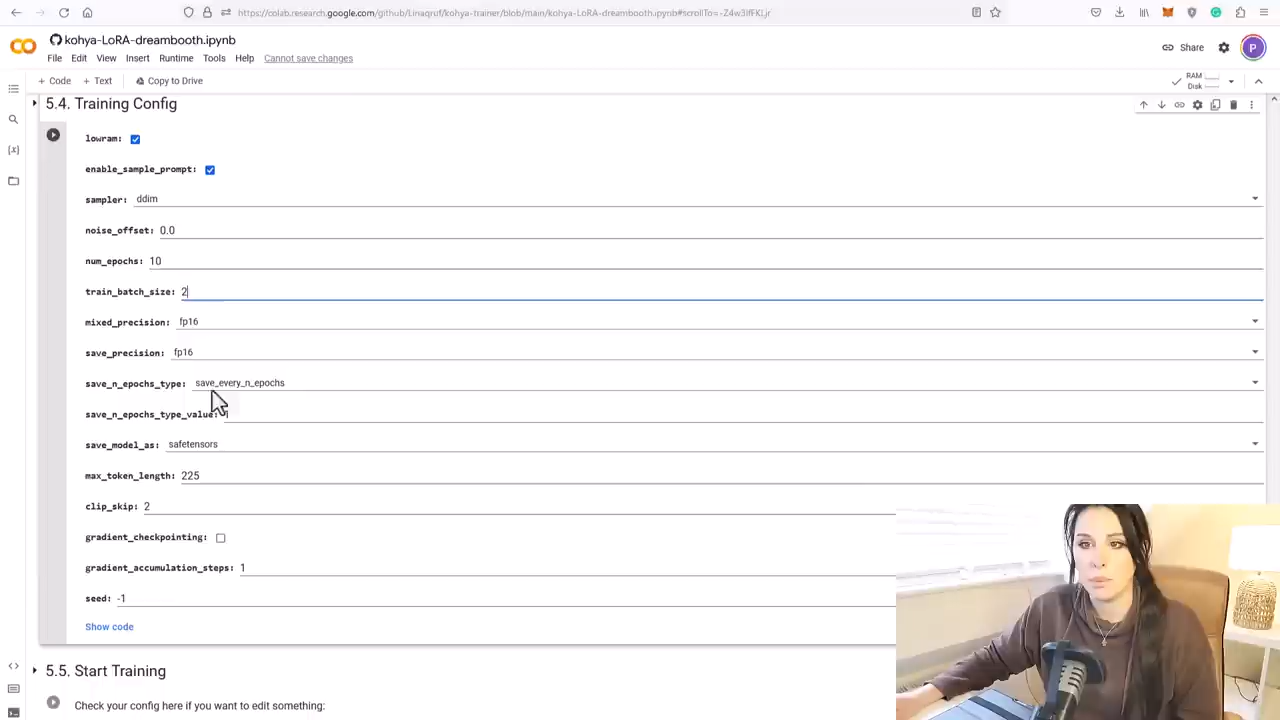 https://colab.research.google.com/github/Linaqruf/kohya-trainer/blob/main/kohya-LoRA-dreambooth.ipynb#scrollTo=-Z4w3lfFKLjr
kohya-LoRA-dreambooth.ipynb
File Edit View Insert Runtime Tools Help Cannot save changes
Share
P
+ Code + Text Copy to Drive
RAM
Disk
5.4. Training Config
lowram:
enable_sample_prompt:
sampler: ddim
noise_offset: 0.0
num_epochs: 10
train_batch_size: 2
mixed_precision: fp16
save_precision: fp16
save_n_epochs_type: save_every_n_epochs
save_n_epochs_type_value:
save_model_as: safetensors
max_token_length: 225
clip_skip: 2
gradient_checkpointing:
gradient_accumulation_steps: 1
seed: -1
Show code
5.5. Start Training
Check your config here if you want to edit something: